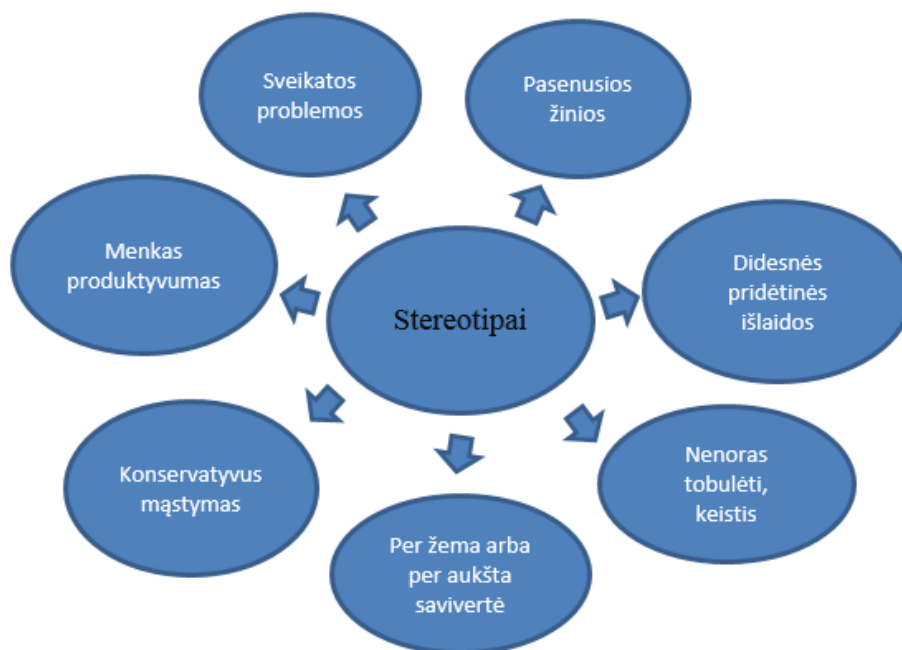 Sveikatos
problemos
Pasenusios
žinios
Menkas
produktyvumas
Didesnės
pridėtinės
išlaidos
Stereotipai
Konservatyvus
mąstymas
Nenoras
tobulėti,
keistis
Per žema arba
per aukšta
savivertė